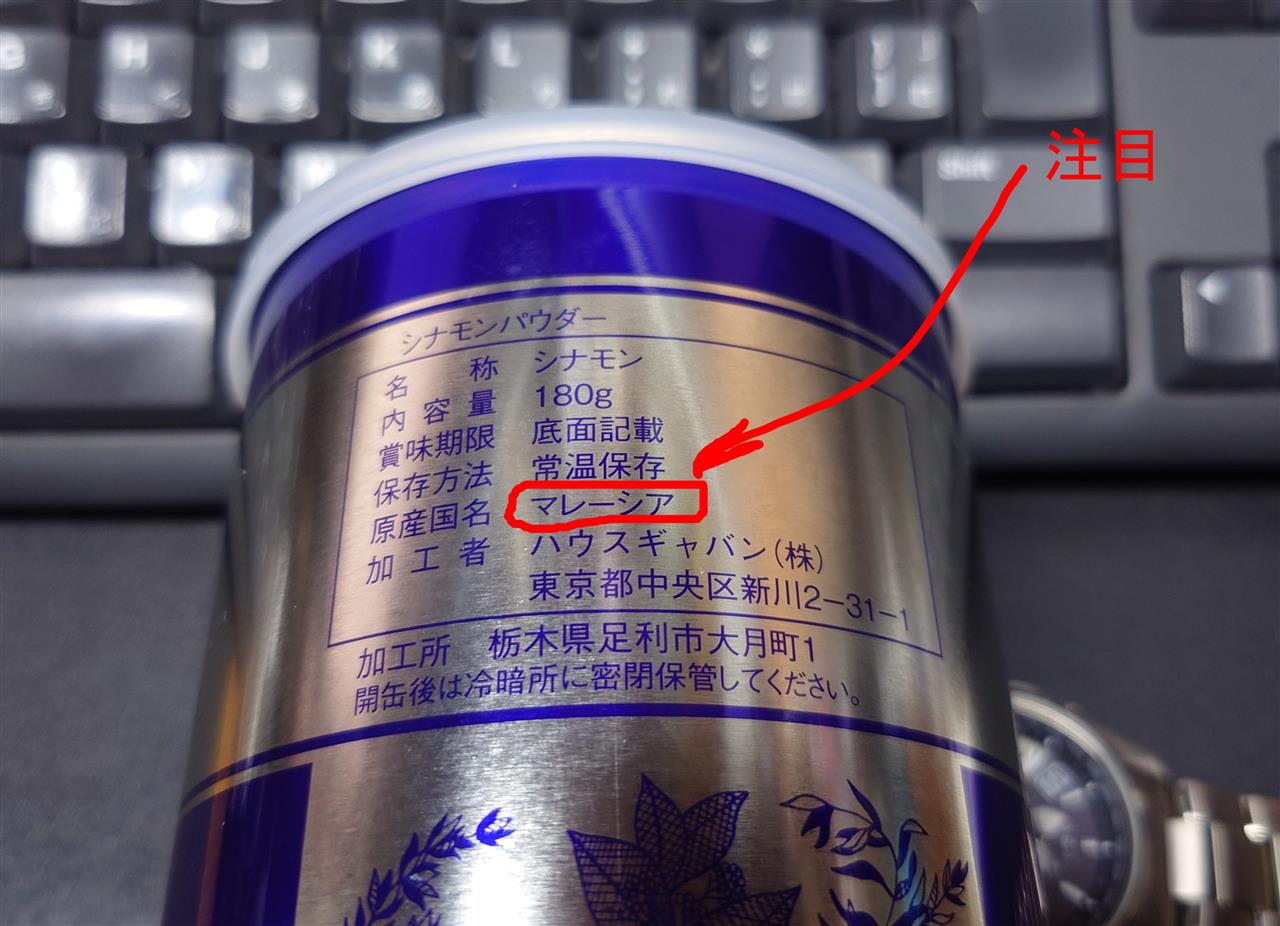 注目
Shift
シナモンパウダー
名称 シナモン
内容量 180g
賞味期限 底面記載
保存方法 常温保存
原産国名 マレーシア
加工者 ハウスギャバン(株)
東京都中央区新川2-31-1
加工所 栃木県足利市大月町1
開缶後は冷暗所に密閉保管してください。